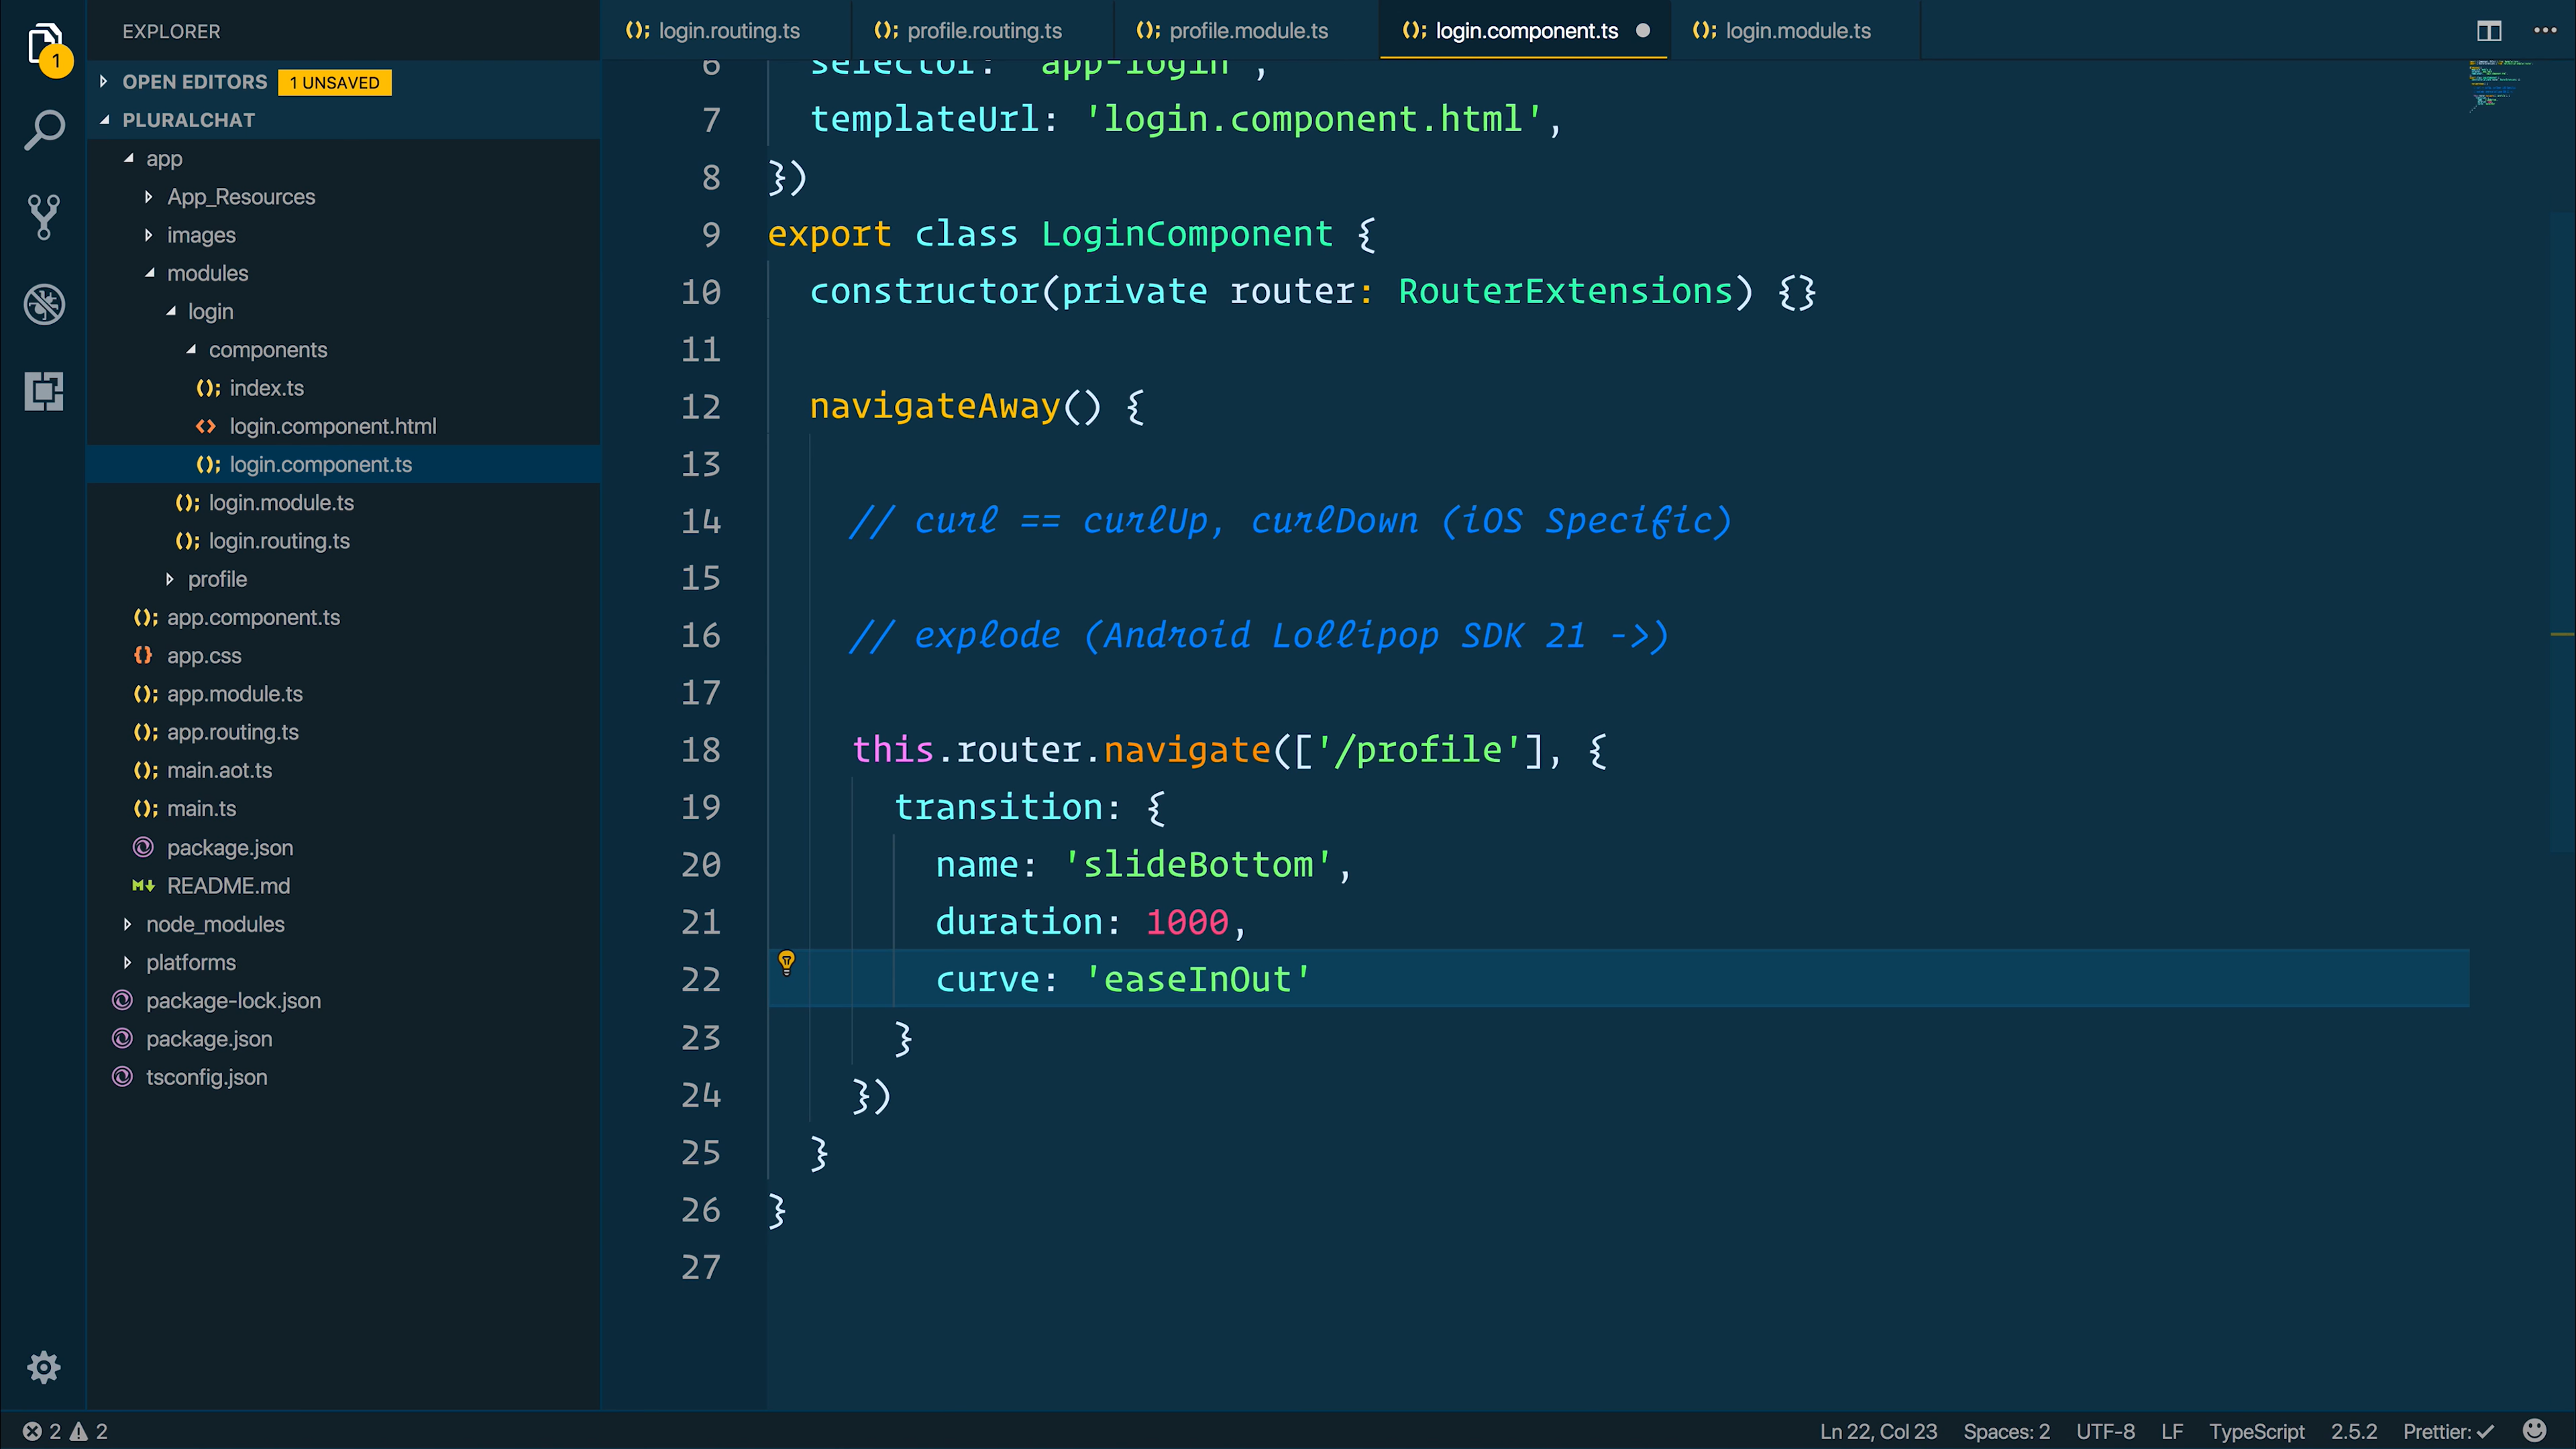 EXPLORER
1
OPEN EDITORS 1 UNSAVED
PLURALCHAT
app
App_Resources
images
modules
login
components
index.ts
login.component.html
login.component.ts
login.module.ts
login.routing.ts
profile
app.component.ts
app.css
app.module.ts
app.routing.ts
main.aot.ts
main.ts
package.json
README.md
node_modules
platforms
package-lock.json
package.json
tsconfig.json
login.routing.ts profile.routing.ts profile.module.ts login.component.ts login.module.ts
6 selector: 'app-login',
7 templateUrl: 'login.component.html',
8 })
9 export class LoginComponent {
10 constructor(private router: RouterExtensions) {}
11
12 navigateAway() {
13
14 // curl == curlUp, curlDown (iOS Specific)
15
16 // explode (Android Lollipop SDK 21 ->)
17
18 this.router.navigate(['/profile'], {
19 transition: {
20 name: 'slideBottom',
21 duration: 1000,
22 curve: 'easeInOut'
23 }
24 })
25 }
26 }
27
2 2 Ln 22, Col 23 Spaces: 2 UTF-8 LF TypeScript 2.5.2 Prettier: ✓